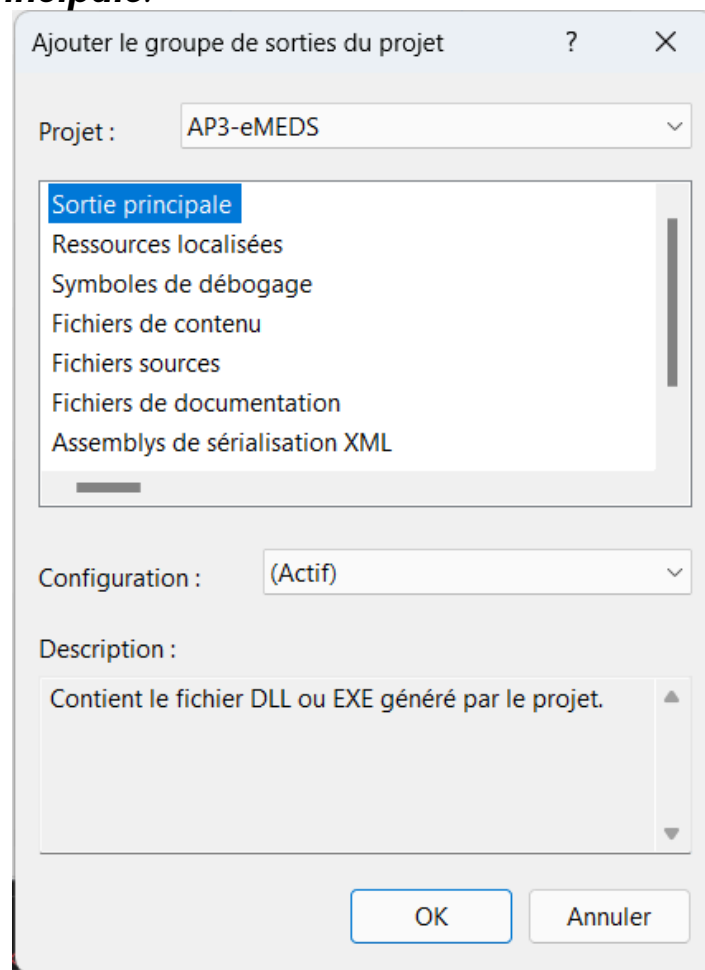 incipale.
Ajouter le groupe de sorties du projet ? ×
Projet : AP3-eMEDS
Sortie principale
Ressources localisées
Symboles de débogage
Fichiers de contenu
Fichiers sources
Fichiers de documentation
Assemblys de sérialisation XML
Configuration : (Actif)
Description :
Contient le fichier DLL ou EXE généré par le projet.
OK Annuler